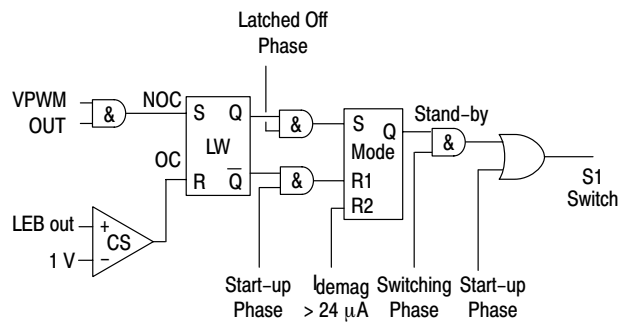 Latched Off
Phase
VPWM
OUT
&
NOC
S
Q
LW
OC
R
Q
&
&
S
Q
Mode
R1
R2
Stand-by
&
S1
Switch
LEB out
+
CS
1 V
-
Start-up
Phase
Idemag
> 24 μA
Switching
Phase
Start-up
Phase